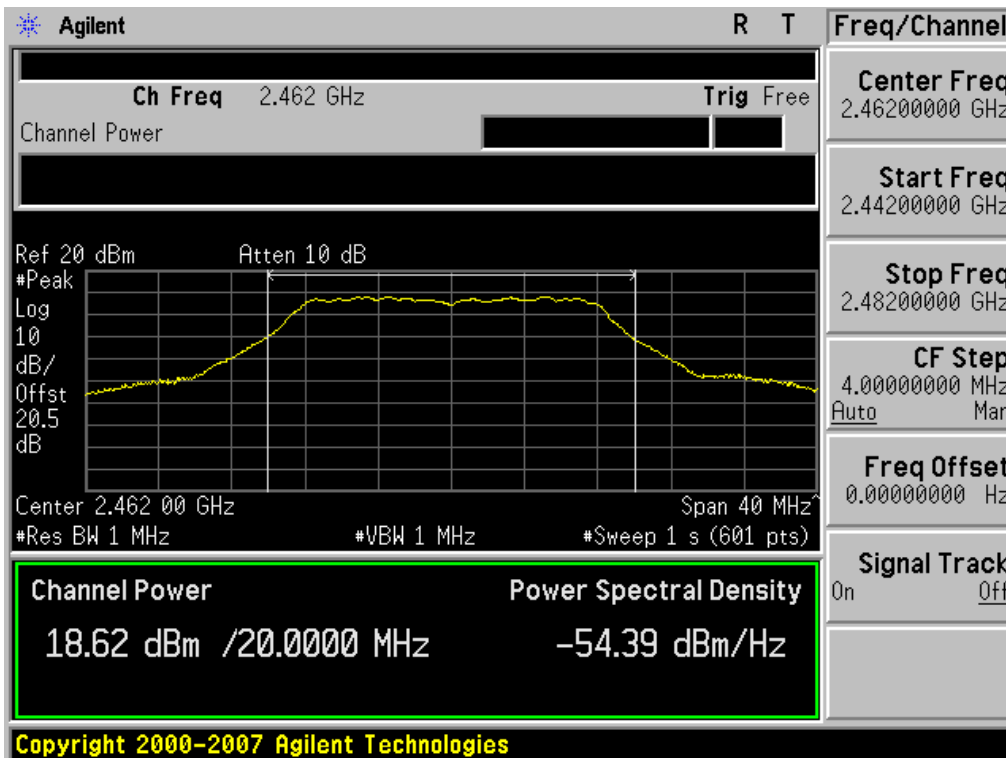 Agilent
R T
Freq/Channel
Ch Freq 2.462 GHz
Trig Free
Channel Power
Center Freq
2.46200000 GHz
Start Freq
2.44200000 GHz
Stop Freq
2.48200000 GHz
CF Step
4.00000000 MHz
Auto Man
Freq Offset
0.00000000 Hz
Signal Track
On Off
Ref 20 dBm
Atten 10 dB
#Peak
Log
10
dB/
Offst
20.5
dB
Center 2.462 00 GHz
Span 40 MHz^
#Res BW 1 MHz
#VBW 1 MHz
#Sweep 1 s (601 pts)
Channel Power
Power Spectral Density
18.62 dBm /20.0000 MHz
-54.39 dBm/Hz
Copyright 2000-2007 Agilent Technologies